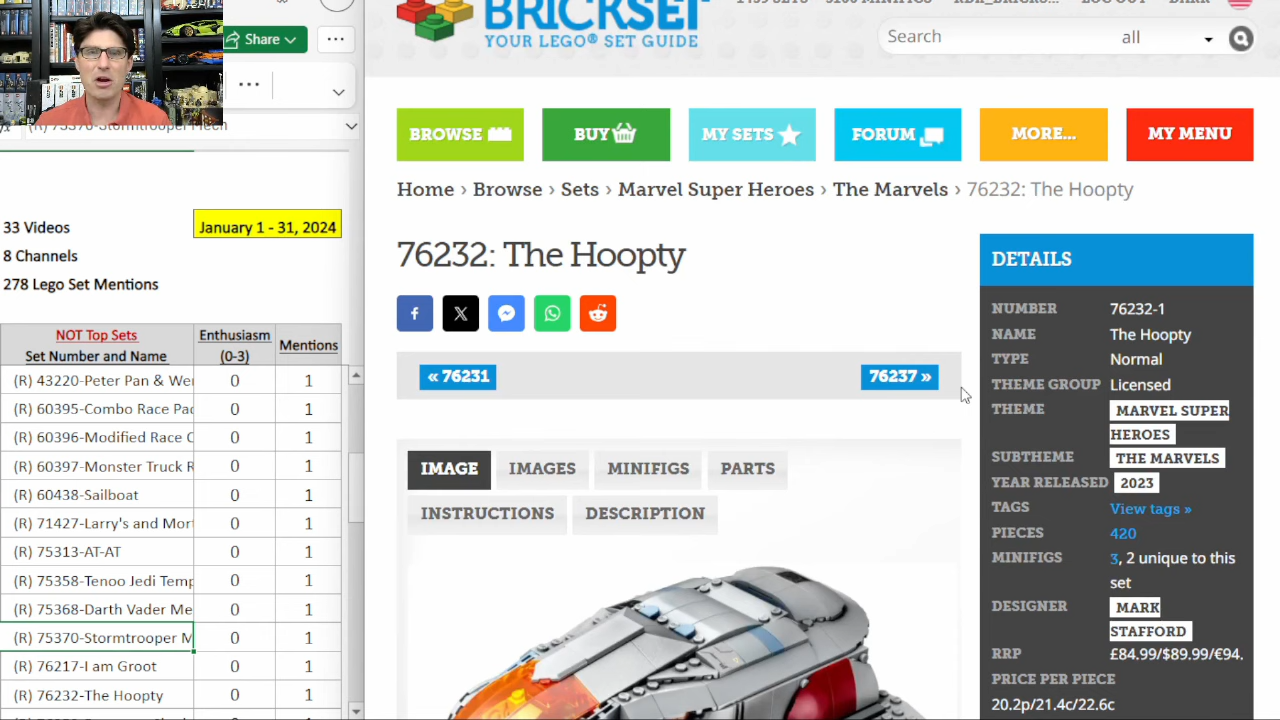 Share
75370-Stormtrooper Mech
33 Videos
January 1 - 31, 2024
8 Channels
278 Lego Set Mentions
NOT Top Sets
Set Number and Name
Enthusiasm
(0-3)
Mentions
(R) 43220-Peter Pan & We
0
1
(R) 60395-Combo Race Pac
0
1
(R) 60396-Modified Race C
0
1
(R) 60397-Monster Truck R
0
1
(R) 60438-Sailboat
0
1
(R) 71427-Larry's and Mor
0
1
(R) 75313-AT-AT
0
1
(R) 75358-Tenoo Jedi Temp
0
1
(R) 75368-Darth Vader Me
0
1
(R) 75370-Stormtrooper M
0
1
(R) 76217-I am Groot
0
1
(R) 76232-The Hoopty
0
1
BRICKSET
YOUR LEGO® SET GUIDE
Search
all
BROWSE
BUY
MY SETS
FORUM
MORE...
MY MENU
Home › Browse › Sets › Marvel Super Heroes › The Marvels › 76232: The Hoopty
76232: The Hoopty
« 76231
76237 »
IMAGE
IMAGES
MINIFIGS
PARTS
INSTRUCTIONS
DESCRIPTION
DETAILS
NUMBER
76232-1
NAME
The Hoopty
TYPE
Normal
THEME GROUP
Licensed
THEME
MARVEL SUPER
HEROES
SUBTHEME
THE MARVELS
YEAR RELEASED
2023
TAGS
View tags »
PIECES
420
MINIFIGS
3, 2 unique to this
set
DESIGNER
MARK
STAFFORD
RRP
£84.99/$89.99/€94.
PRICE PER PIECE
20.2p/21.4c/22.6c